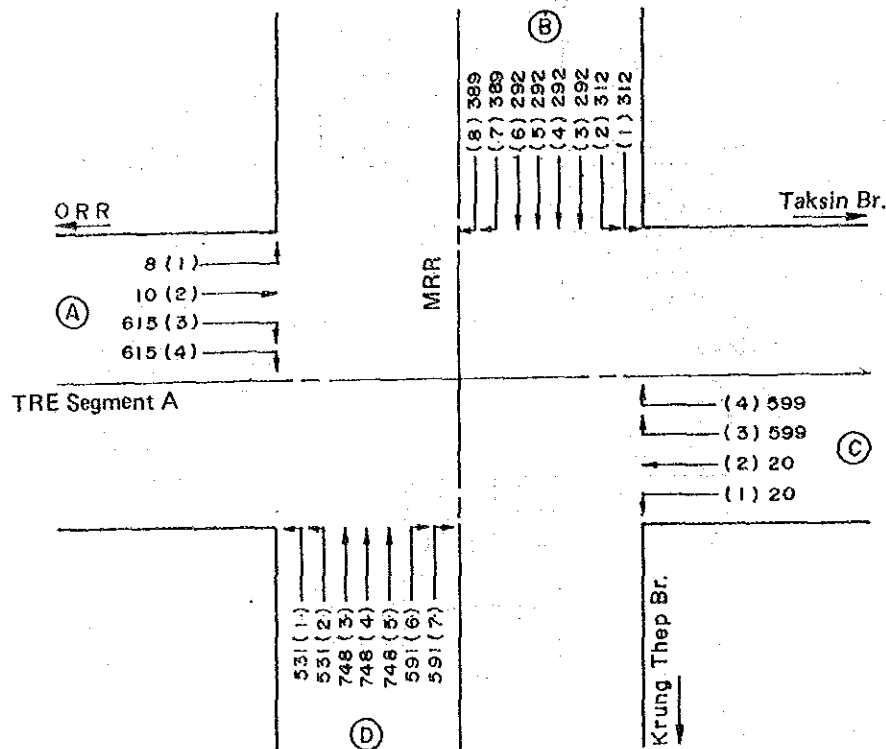 B
(8) 389
(7) 389
(6) 292
(5) 292
(4) 292
(3) 292
(2) 312
(1) 312
ORR
Taksin Br.
8 (1)
10 (2)
615 (3)
615 (4)
A
MRR
TRE Segment A
(4) 599
(3) 599
(2) 20
(1) 20
C
531 (1)
531 (2)
748 (3)
748 (4)
748 (5)
591 (6)
591 (7)
D
Krung Thep Br.